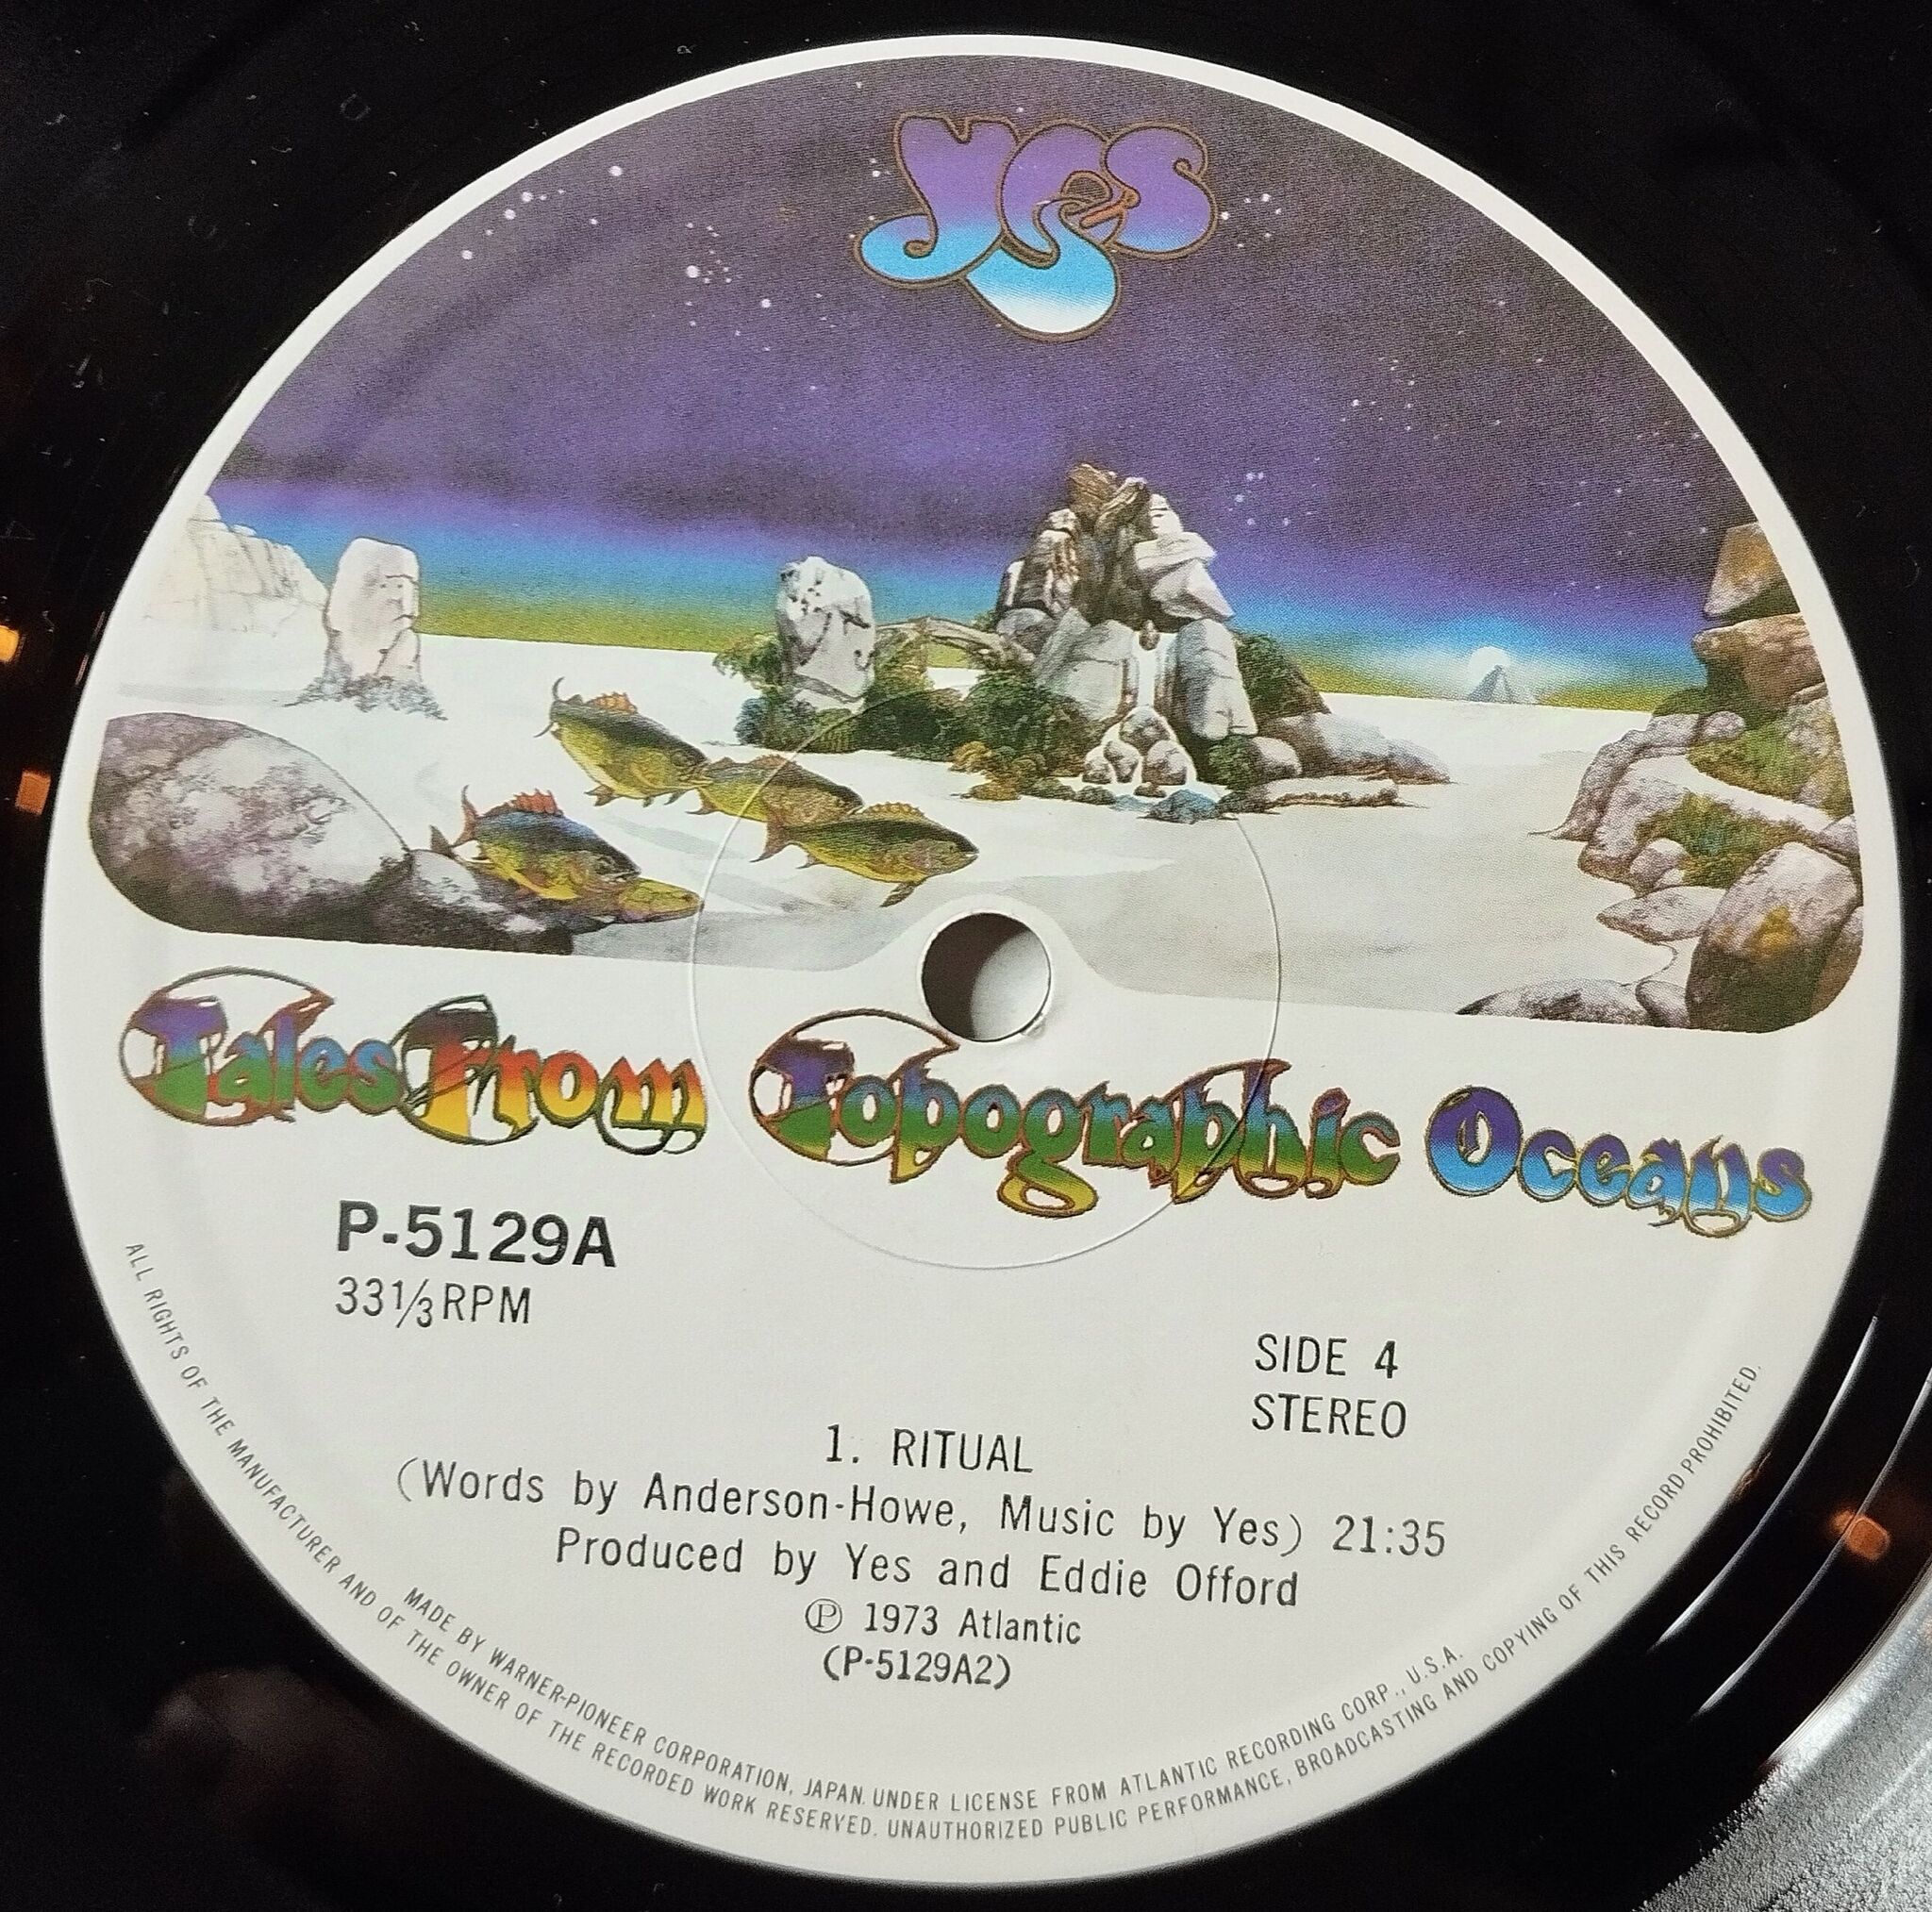 yes
Tales From Topographic Oceans
P-5129A
33⅓RPM
SIDE 4
STEREO
1. RITUAL
(Words by Anderson-Howe, Music by Yes) 21:35
Produced by Yes and Eddie Offord
Ⓟ 1973 Atlantic
(P-5129A2)
MADE BY WARNER-PIONEER CORPORATION, JAPAN. UNDER LICENSE FROM ATLANTIC RECORDING CORP., U.S.A.
ALL RIGHTS OF THE MANUFACTURER AND OF THE OWNER OF THE RECORDED WORK RESERVED. UNAUTHORIZED PUBLIC PERFORMANCE, BROADCASTING AND COPYING OF THIS RECORD PROHIBITED.